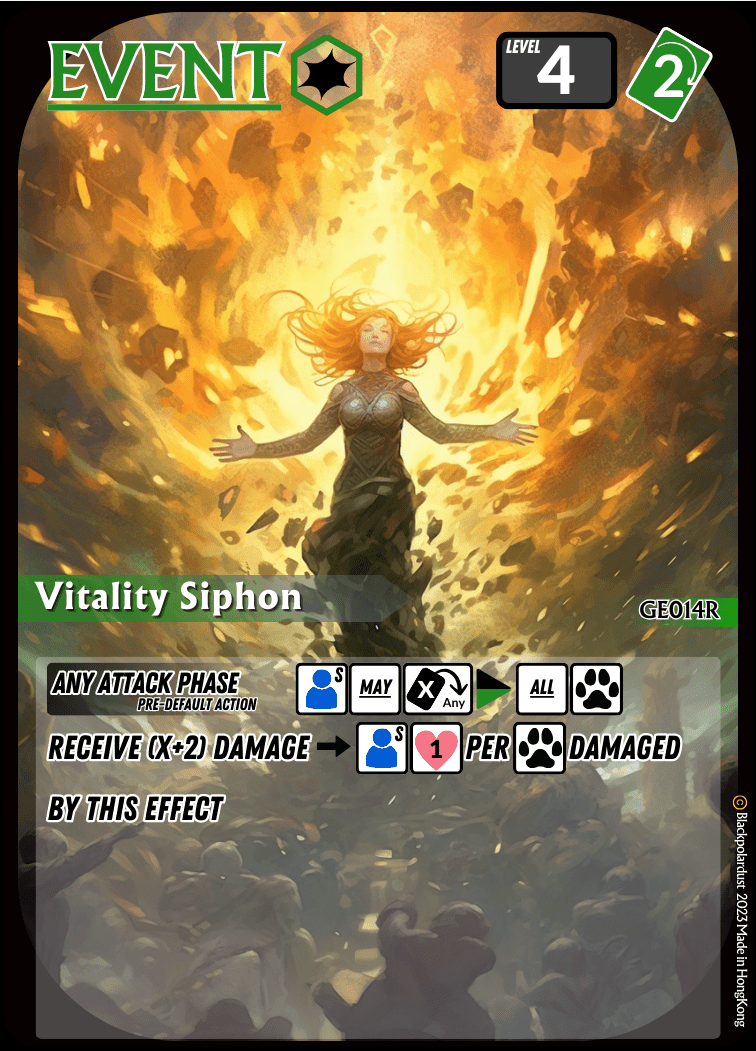 EVENT
LEVEL
4
2
Vitality Siphon
GE014R
ANY ATTACK PHASE S MAY X Any ALL
PRE-DEFAULT ACTION
RECEIVE (X+2) DAMAGE S 1 PER DAMAGED
BY THIS EFFECT
© Blackpolardust 2023 Made in HongKong